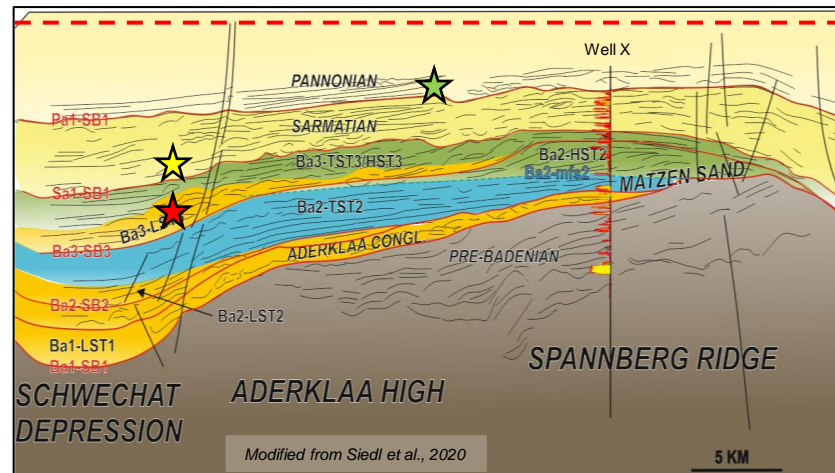 Well X
PANNONIAN
Pa1-SB1
SARMATIAN
Ba3-TST3/HST3
Ba2-HST2
Ba2-mfs2
MATZEN SAND
Sa1-SB1
Ba2-TST2
Ba3-SB3
ADERKLAA CONGL.
PRE-BADENIAN
Ba2-SB2
Ba2-LST2
Ba1-LST1
Ba1-SB1
SPANNBERG RIDGE
SCHWECHAT
DEPRESSION
ADERKLAA HIGH
Modified from Siedl et al., 2020
5 KM